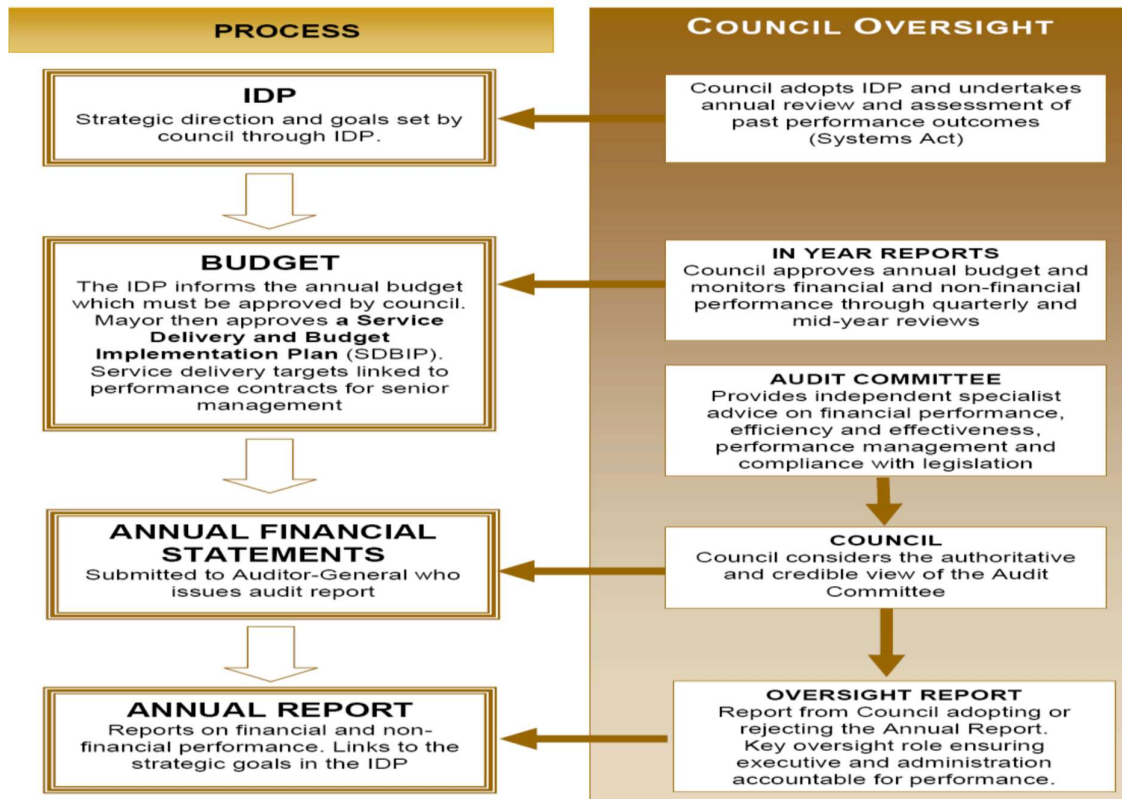 PROCESS
IDP
Strategic direction and goals set by
council through IDP.
BUDGET
The IDP informs the annual budget
which must be approved by council.
Mayor then approves a Service
Delivery and Budget
Implementation Plan (SDBIP).
Service delivery targets linked to
performance contracts for senior
management
ANNUAL FINANCIAL
STATEMENTS
Submitted to Auditor-General who
issues audit report
ANNUAL REPORT
Reports on financial and non-
financial performance. Links to the
strategic goals in the IDP
COUNCIL OVERSIGHT
Council adopts IDP and undertakes
annual review and assessment of
past performance outcomes
(Systems Act)
IN YEAR REPORTS
Council approves annual budget and
monitors financial and non-financial
performance through quarterly and
mid-year reviews
AUDIT COMMITTEE
Provides independent specialist
advice on financial performance,
efficiency and effectiveness,
performance management and
compliance with legislation
COUNCIL
Council considers the authoritative
and credible view of the Audit
Committee
OVERSIGHT REPORT
Report from Council adopting or
rejecting the Annual Report.
Key oversight role ensuring
executive and administration
accountable for performance.